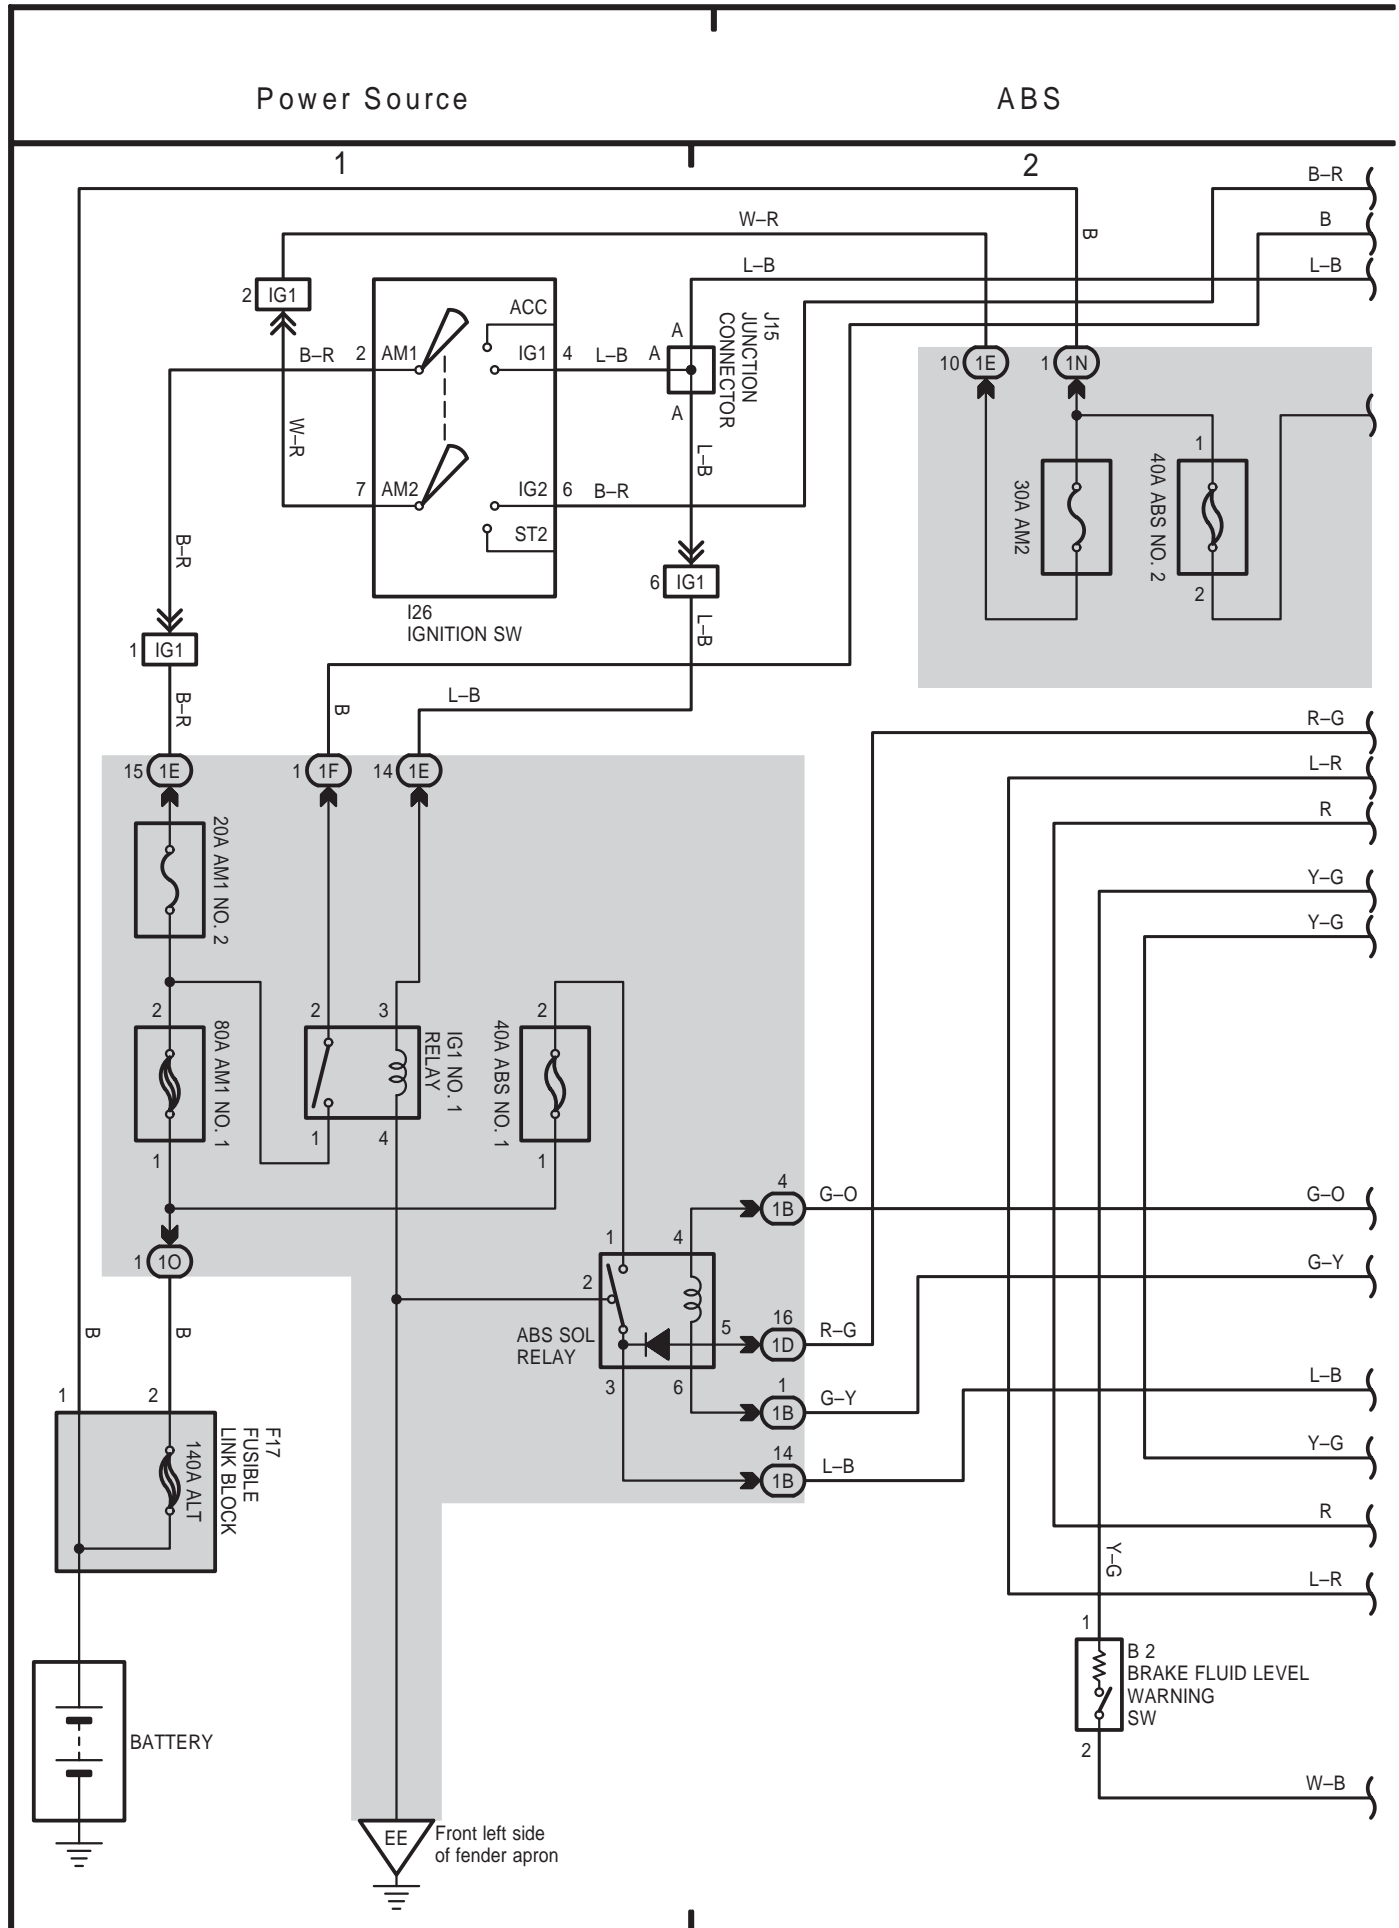 Power Source
ABS
1
2
B–R
W–R
B
B
L–B
L–B
2 IG1
ACC
J15
JUNCTION
CONNECTOR
A
B–R 2 AM1
IG1 4 L–B A
10 1E
1 1N
A
W–R
L–B
1
30A AM2
40A ABS NO. 2
7 AM2
IG2 6 B–R
ST2
B–R
6 IG1
2
I26
IGNITION SW
L–B
1 IG1
B–R
B
L–B
R–G
15 1E
1 1F
14 1E
L–R
R
20A AM1 NO. 2
Y–G
Y–G
2
2
3
2
80A AM1 NO. 1
IG1 NO. 1
RELAY
40A ABS NO. 1
1
1
4
1
4
1B
G–O
G–O
1
4
1 1O
G–Y
2
B
B
ABS SOL
RELAY
5
16
1D
R–G
3
6
1
1B
G–Y
L–B
1
2
14
1B
L–B
F17
FUSIBLE
LINK BLOCK
140A ALT
Y–G
R
Y–G
L–R
1
B 2
BRAKE FLUID LEVEL
WARNING
SW
2
BATTERY
W–B
EE
Front left side
of fender apron